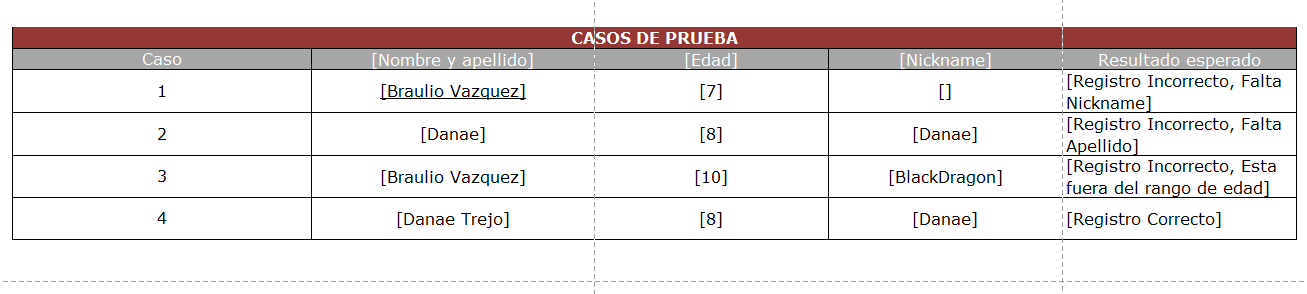 CASOS DE PRUEBA
Caso [Nombre y apellido] [Edad] [Nickname] Resultado esperado
1 [Braulio Vazquez] [7] [] [Registro Incorrecto, Falta
Nickname]
2 [Danae] [8] [Danae] [Registro Incorrecto, Falta
Apellido]
3 [Braulio Vazquez] [10] [BlackDragon] [Registro Incorrecto, Esta
fuera del rango de edad]
4 [Danae Trejo] [8] [Danae] [Registro Correcto]